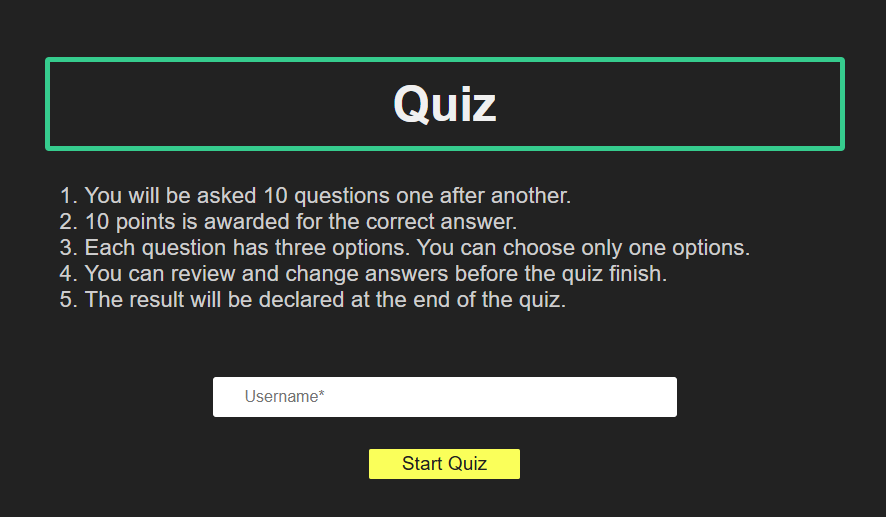 Quiz
1. You will be asked 10 questions one after another.
2. 10 points is awarded for the correct answer.
3. Each question has three options. You can choose only one options.
4. You can review and change answers before the quiz finish.
5. The result will be declared at the end of the quiz.
Username*
Start Quiz